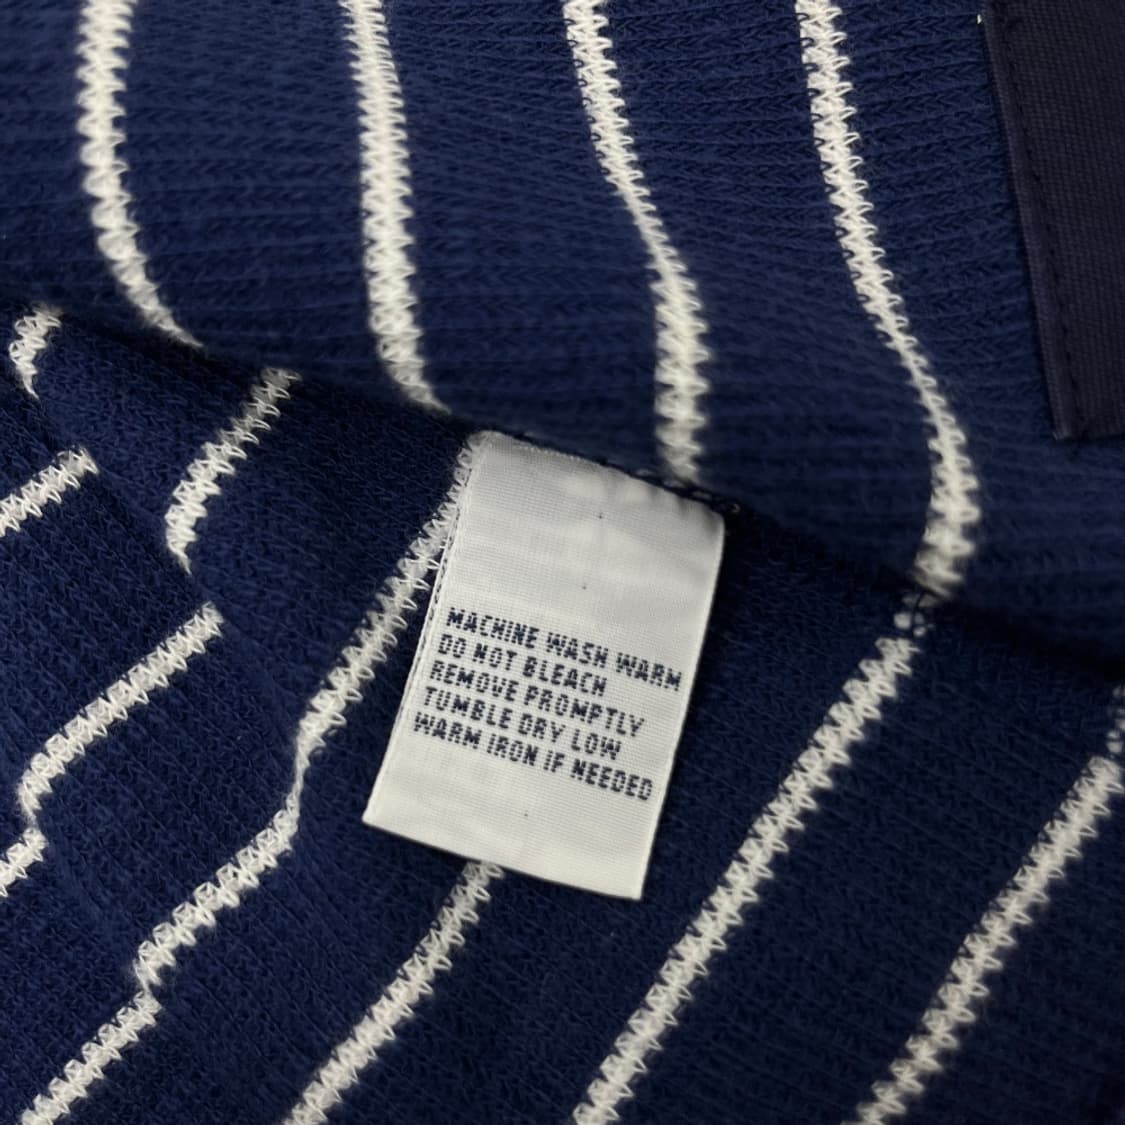 MACHINE WASH WARM
DO NOT BLEACH
REMOVE PROMPTLY
TUMBLE DRY LOW
WARM IRON IF NEEDED